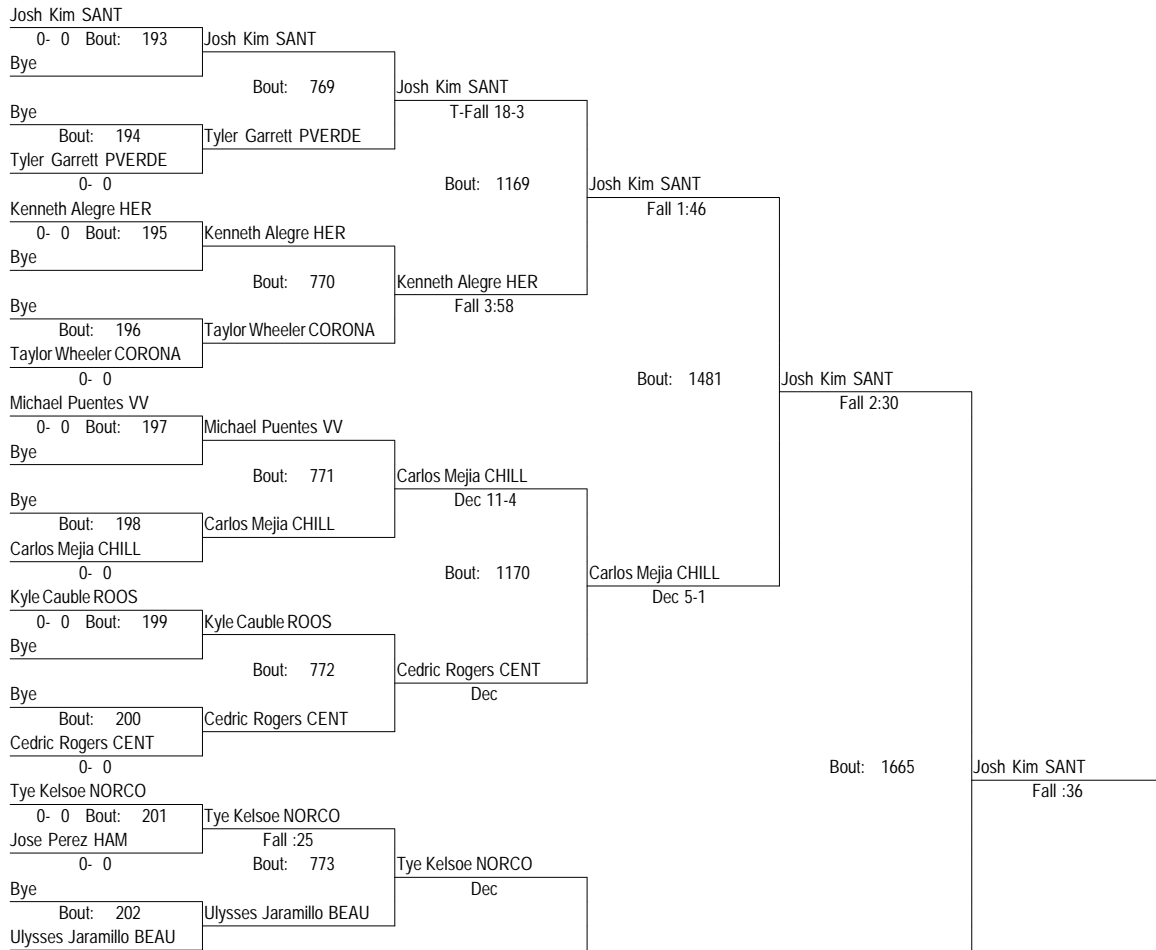 Josh Kim SANT
0- 0 Bout: 193 Josh Kim SANT
Bye
Bout: 769 Josh Kim SANT
Bye T-Fall 18-3
Bout: 194 Tyler Garrett PVERDE
Tyler Garrett PVERDE
0- 0 Bout: 1169 Josh Kim SANT
Kenneth Alegre HER Fall 1:46
0- 0 Bout: 195 Kenneth Alegre HER
Bye
Bout: 770 Kenneth Alegre HER
Bye Fall 3:58
Bout: 196 Taylor Wheeler CORONA
Taylor Wheeler CORONA
0- 0 Bout: 1481 Josh Kim SANT
Michael Puentes VV Fall 2:30
0- 0 Bout: 197 Michael Puentes VV
Bye
Bout: 771 Carlos Mejia CHILL
Bye Dec 11-4
Bout: 198 Carlos Mejia CHILL
Carlos Mejia CHILL
0- 0 Bout: 1170 Carlos Mejia CHILL
Kyle Cauble ROOS Dec 5-1
0- 0 Bout: 199 Kyle Cauble ROOS
Bye
Bout: 772 Cedric Rogers CENT
Bye Dec
Bout: 200 Cedric Rogers CENT
Cedric Rogers CENT
0- 0 Bout: 1665 Josh Kim SANT
Tye Kelsoe NORCO Fall :36
0- 0 Bout: 201 Tye Kelsoe NORCO
Jose Perez HAM Fall :25
0- 0 Bout: 773 Tye Kelsoe NORCO
Bye Dec
Bout: 202 Ulysses Jaramillo BEAU
Ulysses Jaramillo BEAU